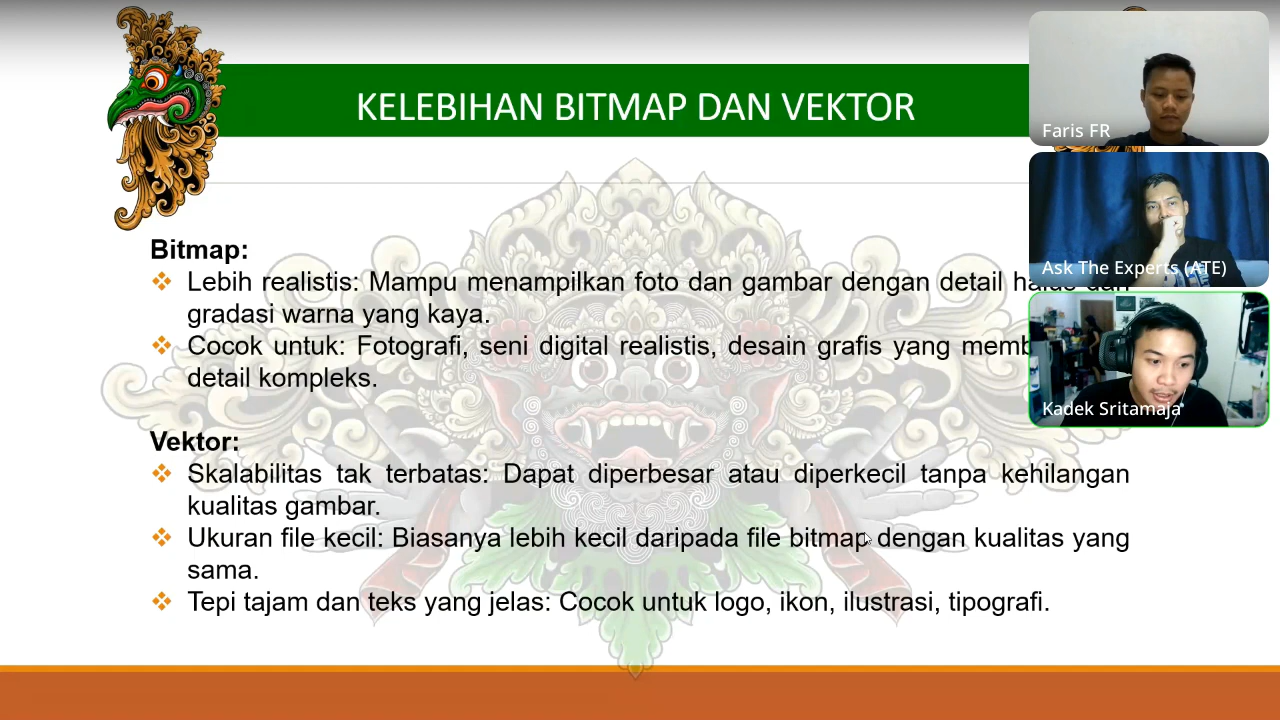 KELEBIHAN BITMAP DAN VEKTOR
Faris FR
Ask The Experts (ATE)
Kadek Sritamaja
Bitmap:
❖ Lebih realistis: Mampu menampilkan foto dan gambar dengan detail
gradasi warna yang kaya.
❖ Cocok untuk: Fotografi, seni digital realistis, desain grafis yang
detail kompleks.
Vektor:
❖ Skalabilitas tak terbatas: Dapat diperbesar atau diperkecil tanpa kehilangan
kualitas gambar.
❖ Ukuran file kecil: Biasanya lebih kecil daripada file bitmap dengan kualitas yang
sama.
❖ Tepi tajam dan teks yang jelas: Cocok untuk logo, ikon, ilustrasi, tipografi.